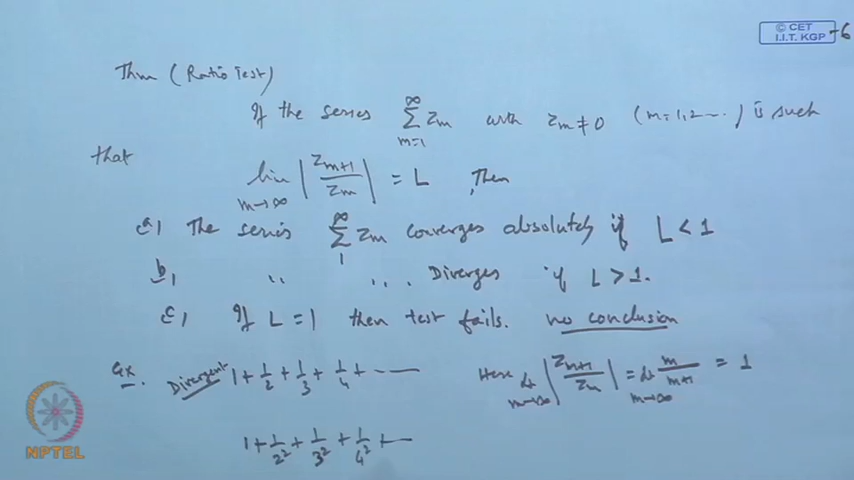 © CET
I.I.T. KGP
-6
Thm (Ratio Test)
If the series ∑_{m=1}^{∞} z_m with z_m ≠ 0 (m=1,2---) is such
that
lim_{m→∞} |z_{m+1}/z_m| = L, Then
a, The series ∑_{1}^{∞} z_m converges absolutely if L < 1
b, " " . Diverges if L > 1.
c, If L = 1 then test fails. no conclusion
Ex. Divergent 1 + 1/2 + 1/3 + 1/4 + - — Here lt_{m→∞} |z_{m+1}/z_m| = lt_{m→∞} m/(m+1) = 1
1 + 1/2² + 1/3² + 1/4² + —
NPTEL